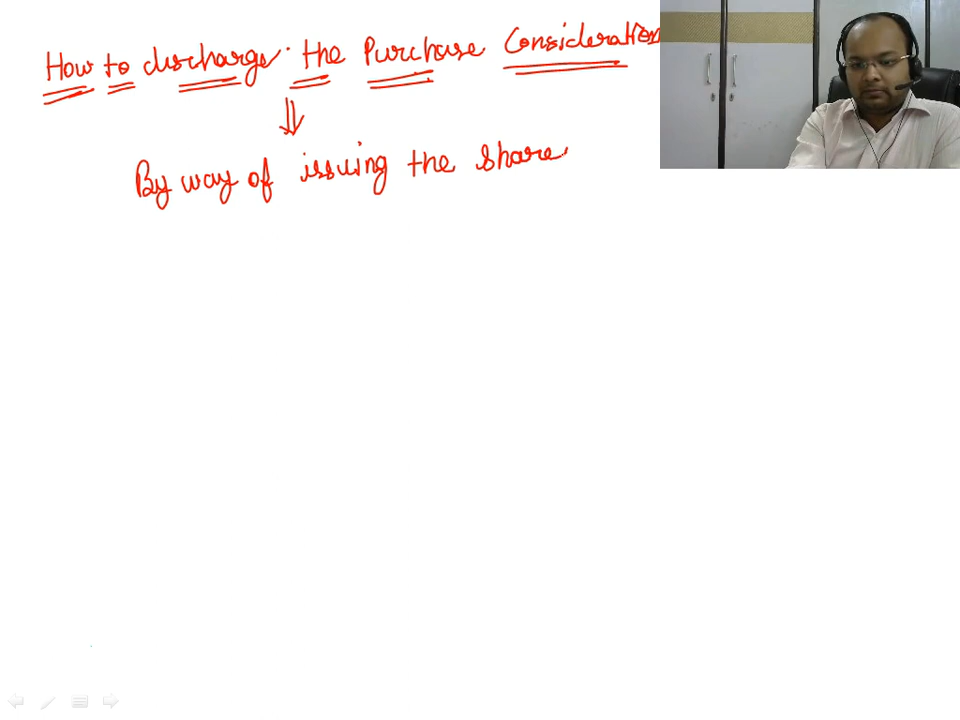 How to discharge the Purchase Consideration
By way of issuing the share